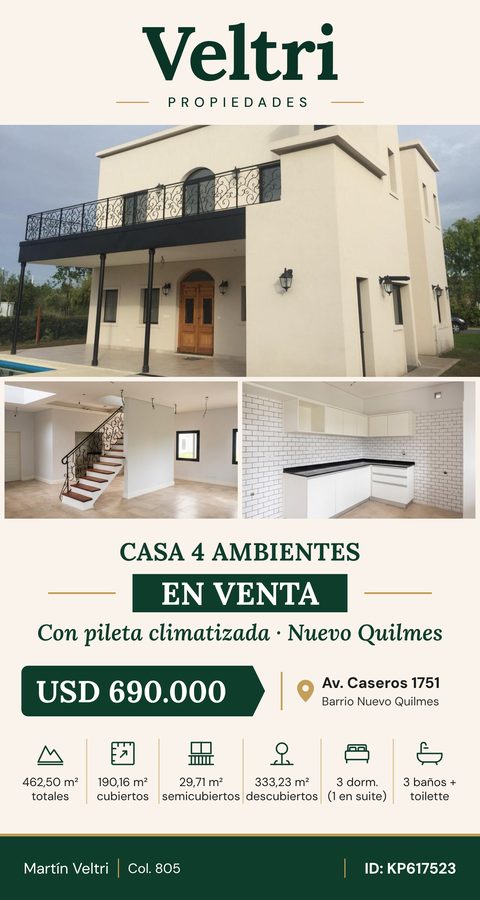 Veltri
PROPIEDADES
CASA 4 AMBIENTES
EN VENTA
Con pileta climatizada · Nuevo Quilmes
USD 690.000
Av. Caseros 1751
Barrio Nuevo Quilmes
462,50 m²
totales
190,16 m²
cubiertos
29,71 m²
semicubiertos
333,23 m²
descubiertos
3 dorm.
(1 en suite)
3 baños +
toilette
Martín Veltri
Col. 805
ID: KP617523